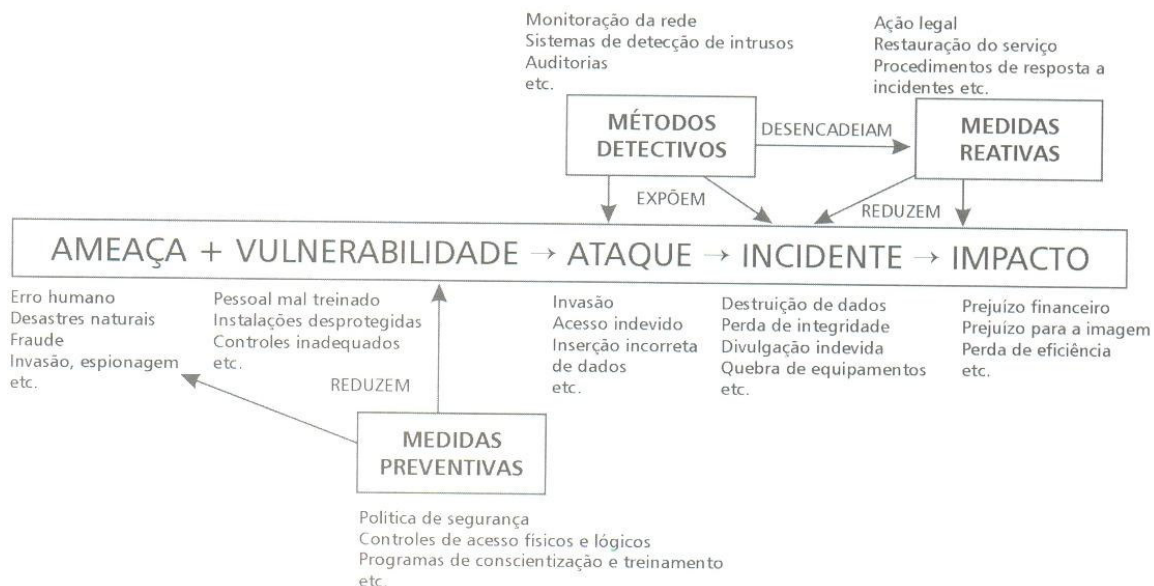 Monitoração da rede
Sistemas de detecção de intrusos
Auditorias
etc.
Ação legal
Restauração do serviço
Procedimentos de resposta a
incidentes etc.
MÉTODOS
DETECTIVOS
DESENCADEIAM
MEDIDAS
REATIVAS
EXPÕEM
REDUZEM
AMEAÇA + VULNERABILIDADE → ATAQUE → INCIDENTE → IMPACTO
Erro humano
Desastres naturais
Fraude
Invasão, espionagem
etc.
Pessoal mal treinado
Instalações desprotegidas
Controles inadequados
etc.
Invasão
Acesso indevido
Inserção incorreta
de dados
etc.
Destruição de dados
Perda de integridade
Divulgação indevida
Quebra de equipamentos
etc.
Prejuízo financeiro
Prejuízo para a imagem
Perda de eficiência
etc.
REDUZEM
MEDIDAS
PREVENTIVAS
Politica de segurança
Controles de acesso físicos e lógicos
Programas de conscientização e treinamento
etc.